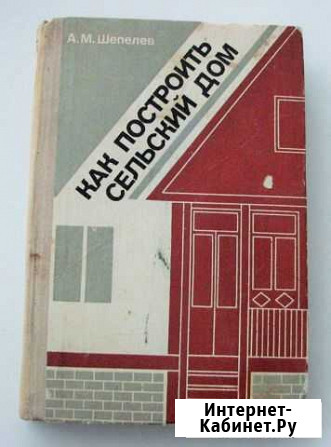 А.М. Шепелев
КАК ПОСТРОИТЬ
СЕЛЬСКИЙ ДОМ
Интернет-
Кабинет.Ру